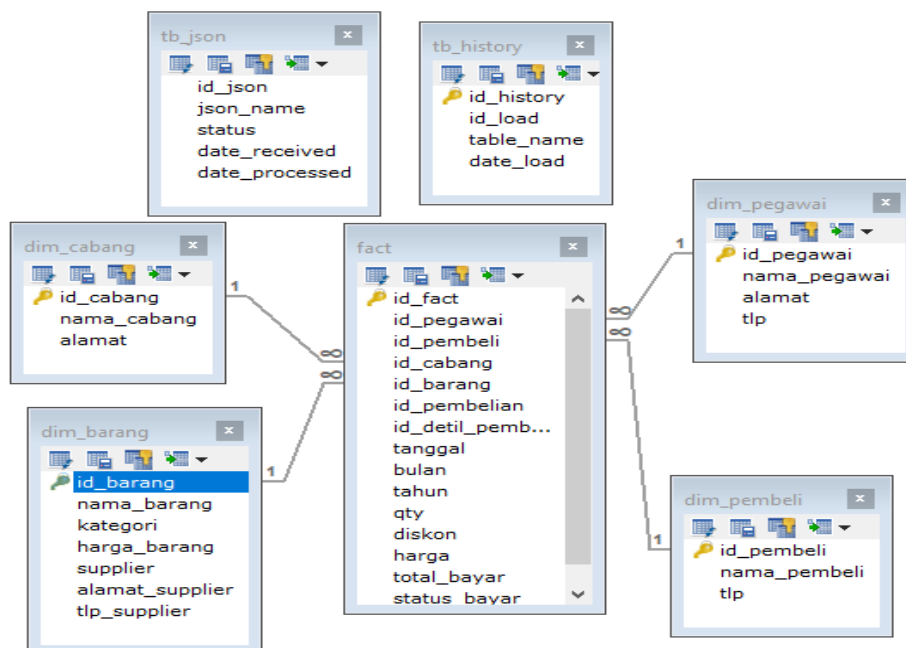 tb_json
id_json
json_name
status
date_received
date_processed
tb_history
id_history
id_load
table_name
date_load
dim_cabang
id_cabang
nama_cabang
alamat
1
fact
id_fact
id_pegawai
id_pembeli
id_cabang
id_barang
id_pembelian
id_detil_pemb...
tanggal
bulan
tahun
qty
diskon
harga
total_bayar
status_bayar
∞
∞
∞
∞
dim_pegawai
id_pegawai
nama_pegawai
alamat
tlp
1
dim_barang
id_barang
nama_barang
kategori
harga_barang
supplier
alamat_supplier
tlp_supplier
1
dim_pembeli
id_pembeli
nama_pembeli
tlp
1